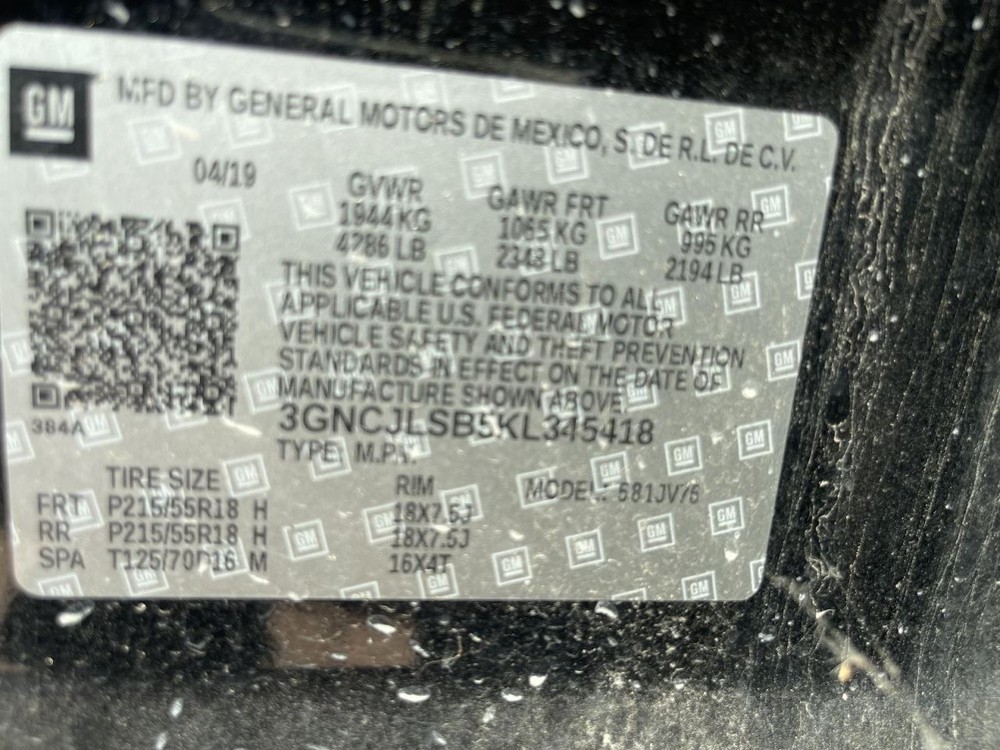 GM
MFD BY GENERAL MOTORS DE MEXICO, S. DE R.L. DE C.V.
04/19
GVWR GAWR FRT GAWR RR
1944 KG 1065 KG 995 KG
4286 LB 2348 LB 2194 LB
THIS VEHICLE CONFORMS TO ALL
APPLICABLE U.S. FEDERAL MOTOR
VEHICLE SAFETY AND THEFT PREVENTION
STANDARDS IN EFFECT ON THE DATE OF
MANUFACTURE SHOWN ABOVE
384A
3GNCJLSB5KL345418
TYPE: M.P.V.
TIRE SIZE RIM MODEL:
FRT P215/55R18 H 18X7.5J
RR P215/55R18 H 18X7.5J
SPA T125/70 16 M 16X4T